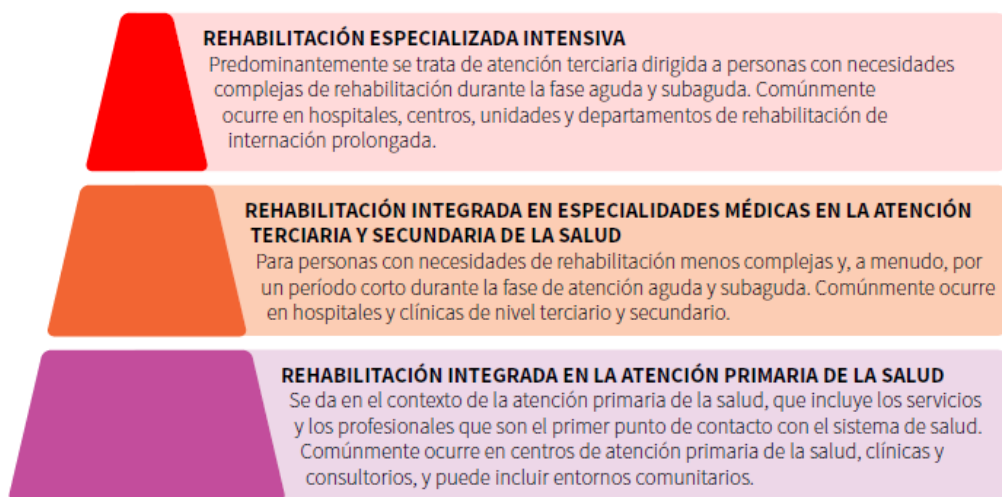 REHABILITACIÓN ESPECIALIZADA INTENSIVA
Predominantemente se trata de atención terciaria dirigida a personas con necesidades
complejas de rehabilitación durante la fase aguda y subaguda. Comúnmente
ocurre en hospitales, centros, unidades y departamentos de rehabilitación de
internación prolongada.
REHABILITACIÓN INTEGRADA EN ESPECIALIDADES MÉDICAS EN LA ATENCIÓN
TERCIARIA Y SECUNDARIA DE LA SALUD
Para personas con necesidades de rehabilitación menos complejas y, a menudo, por
un período corto durante la fase de atención aguda y subaguda. Comúnmente ocurre
en hospitales y clínicas de nivel terciario y secundario.
REHABILITACIÓN INTEGRADA EN LA ATENCIÓN PRIMARIA DE LA SALUD
Se da en el contexto de la atención primaria de la salud, que incluye los servicios
y los profesionales que son el primer punto de contacto con el sistema de salud.
Comúnmente ocurre en centros de atención primaria de la salud, clínicas y
consultorios, y puede incluir entornos comunitarios.